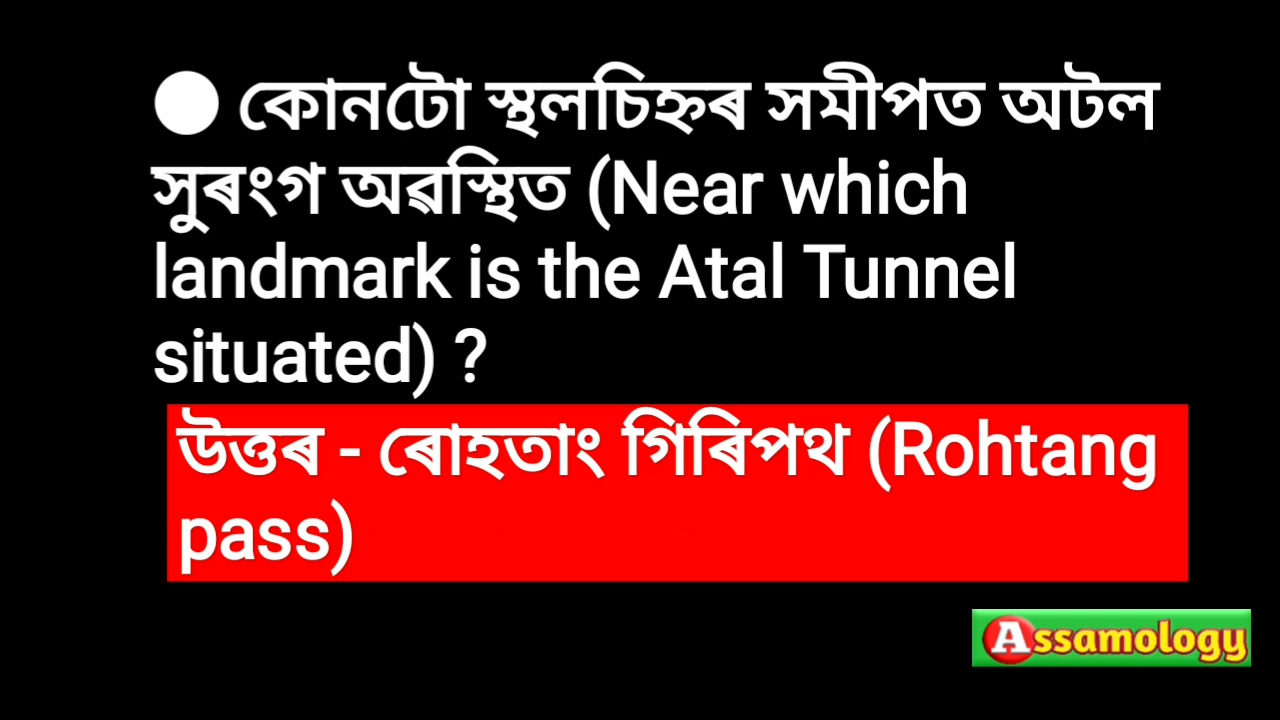 ● কোনটো স্থলচিহ্নৰ সমীপত অটল
সুৰংগ অৱস্থিত (Near which
landmark is the Atal Tunnel
situated) ?
উত্তৰ - ৰোহতাং গিৰিপথ (Rohtang
pass)
Assamology